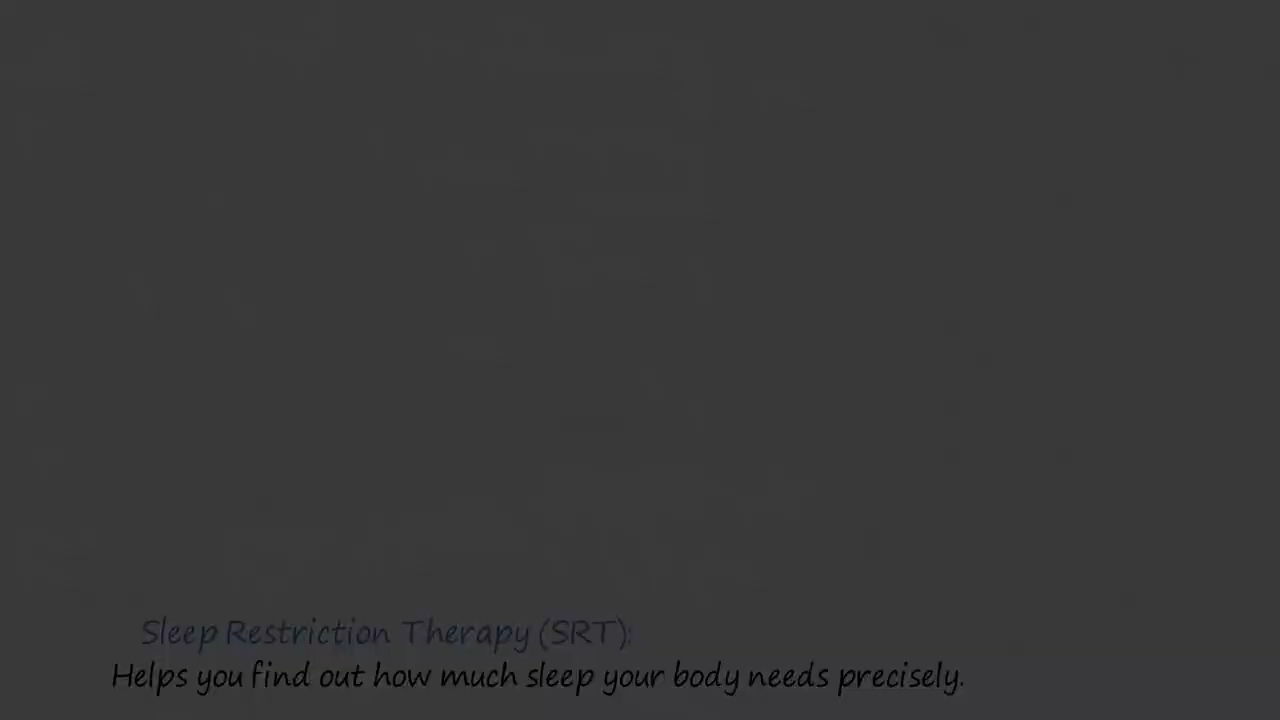 Sleep Restriction Therapy (SRT):
Helps you find out how much sleep your body needs precisely.